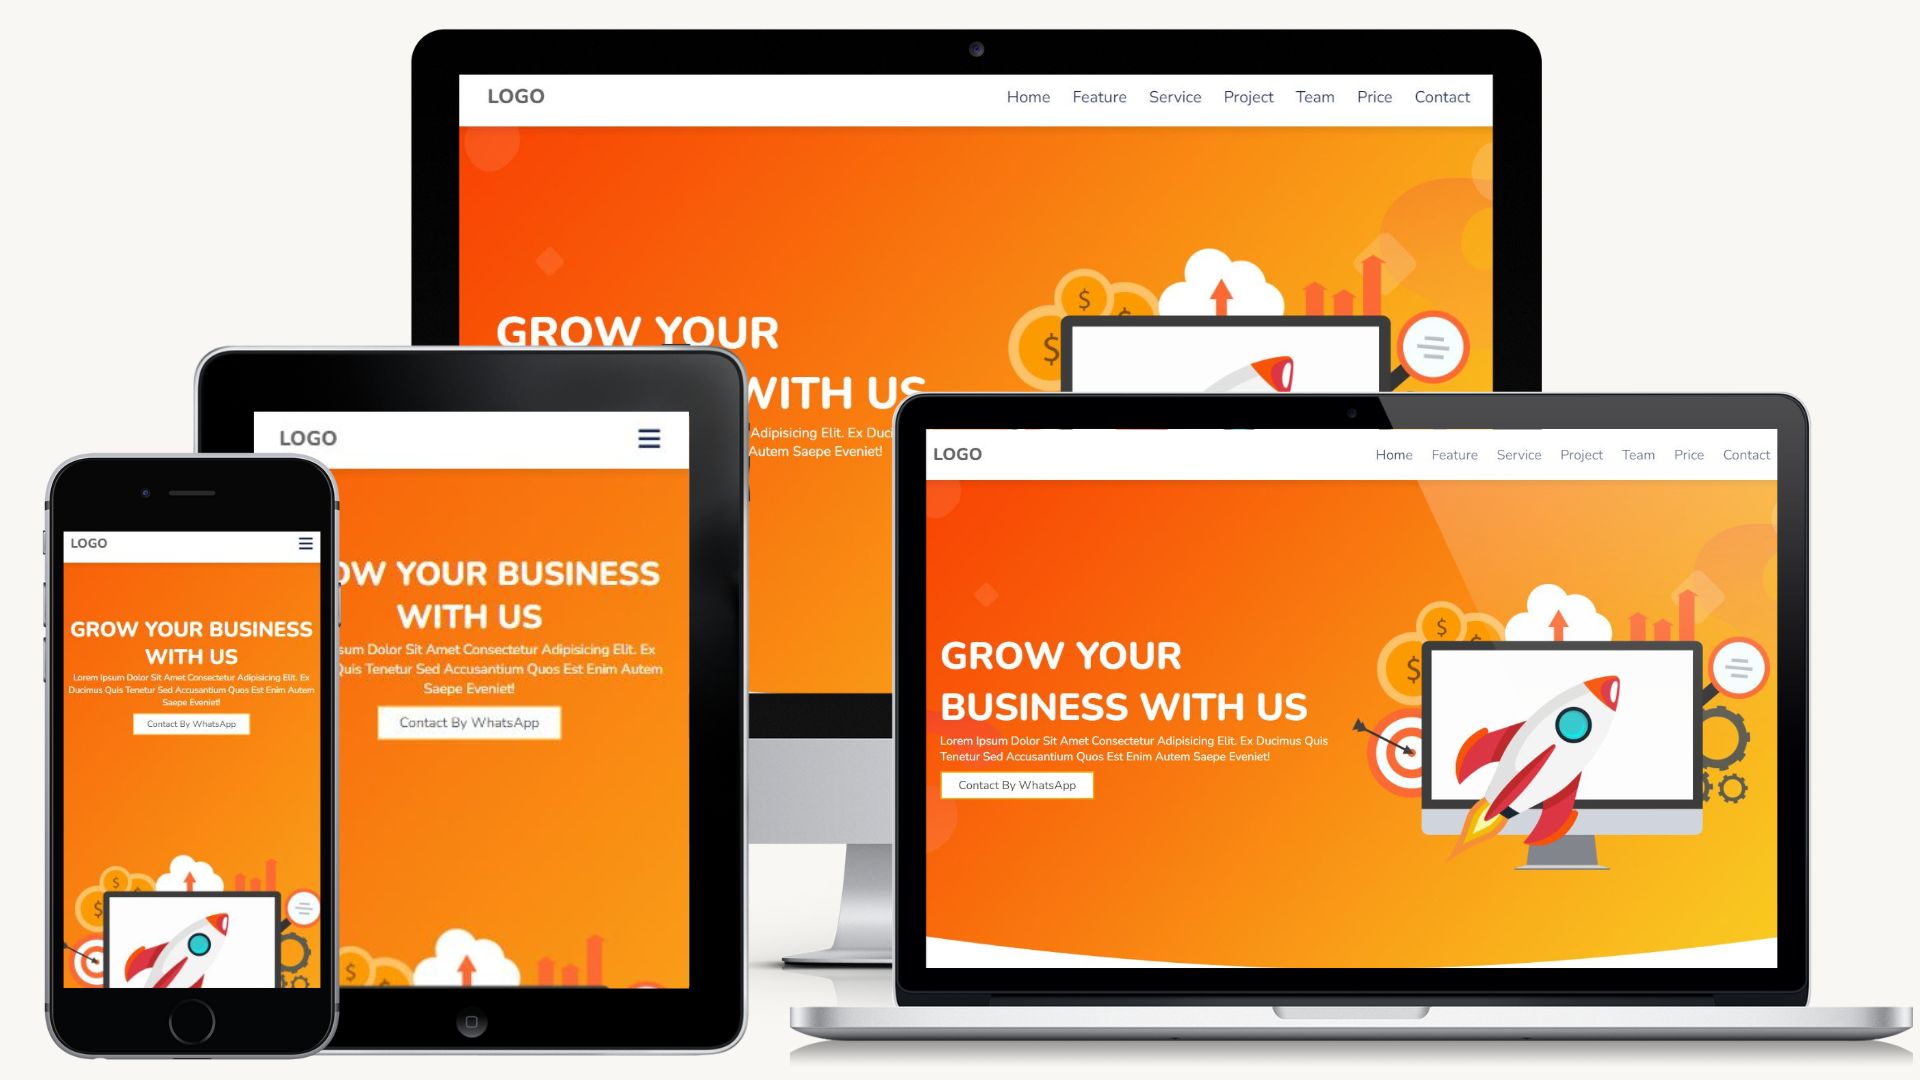 LOGO
Home Feature Service Project Team Price Contact
GROW YOUR
WITH US
Adipisicing Elit. Ex
Autem Saepe Eveniet!
$
$
LOGO
YOUR BUSINESS
WITH US
Dolor Sit Amet Consectetur Adipisicing Elit. Ex
Tenetur Sed Accusantium Quos Est Enim Autem
Saepe Eveniet!
Contact By WhatsApp
$
LOGO
GROW YOUR BUSINESS
WITH US
Lorem Ipsum Dolor Sit Amet Consectetur Adipisicing Elit. Ex
Ducimus Quis Tenetur Sed Accusantium Quos Est Enim Autem
Saepe Eveniet!
Contact By WhatsApp
$
$
LOGO
Home Feature Service Project Team Price Contact
GROW YOUR
BUSINESS WITH US
Lorem Ipsum Dolor Sit Amet Consectetur Adipisicing Elit. Ex Ducimus Quis
Tenetur Sed Accusantium Quos Est Enim Autem Saepe Eveniet!
Contact By WhatsApp
$
$